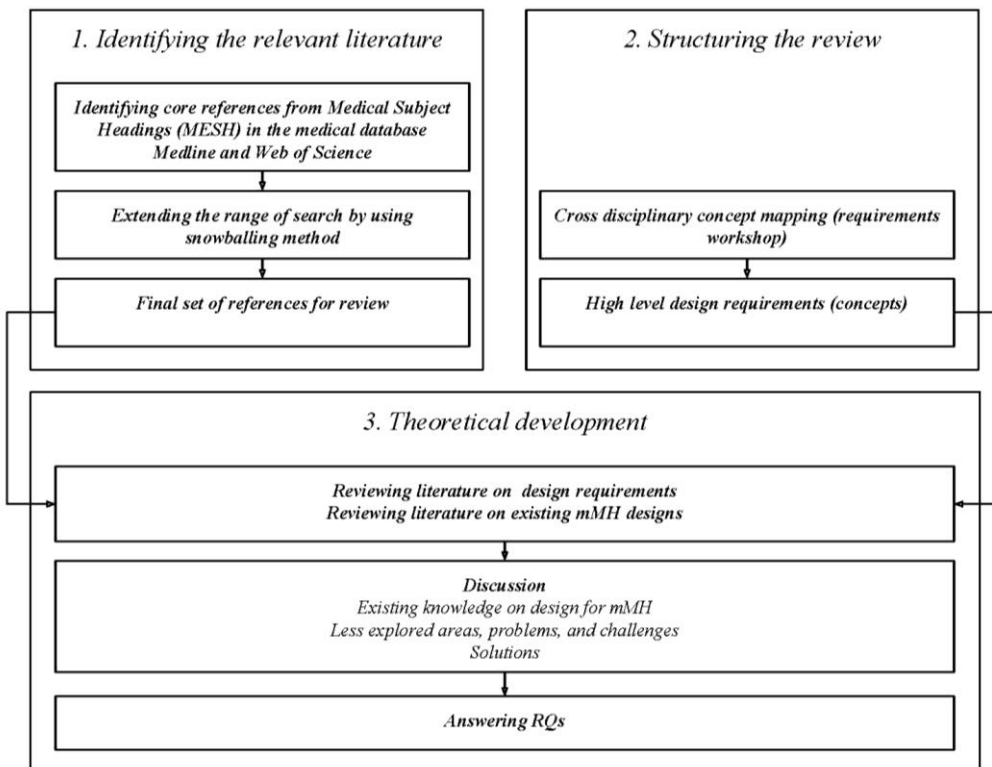 1. Identifying the relevant literature
Identifying core references from Medical Subject
Headings (MESH) in the medical database
Medline and Web of Science
Extending the range of search by using
snowballing method
Final set of references for review
2. Structuring the review
Cross disciplinary concept mapping (requirements
workshop)
High level design requirements (concepts)
3. Theoretical development
Reviewing literature on design requirements
Reviewing literature on existing mMH designs
Discussion
Existing knowledge on design for mMH
Less explored areas, problems, and challenges
Solutions
Answering RQs